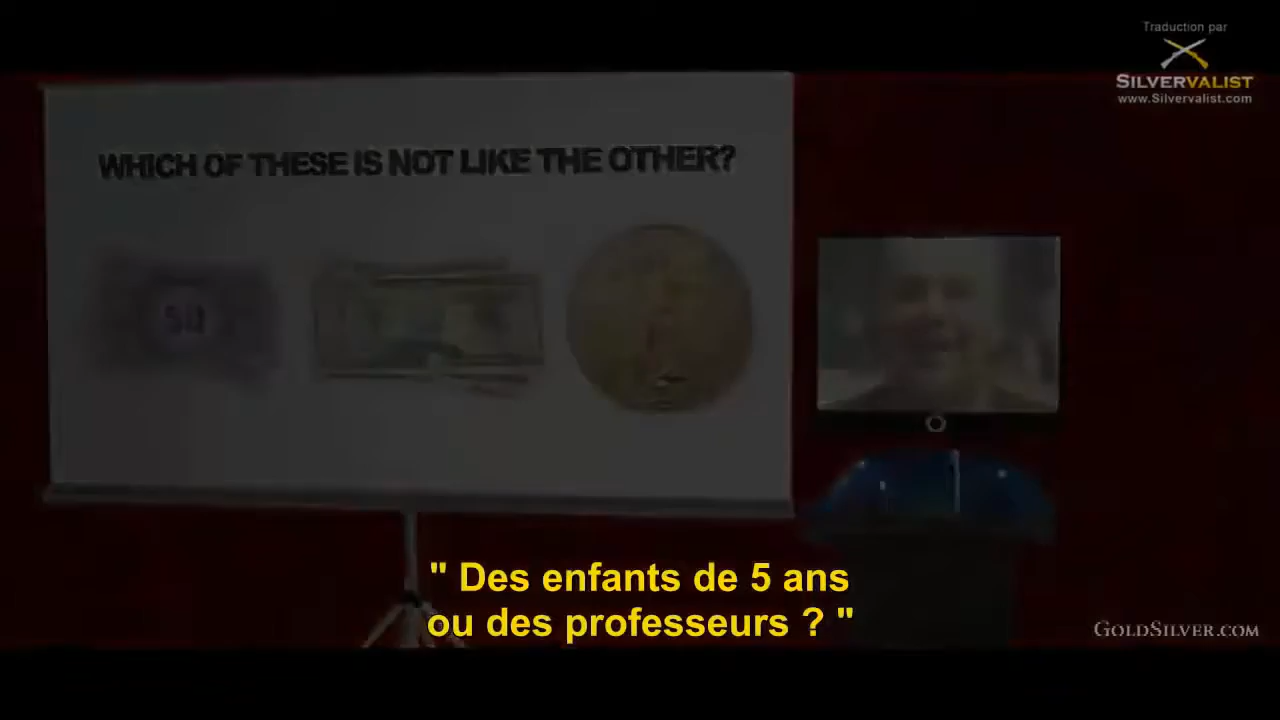 Traduction par
SILVERVALIST
www.Silvervalist.com
WHICH OF THESE IS NOT LIKE THE OTHER?
50
" Des enfants de 5 ans
ou des professeurs ? "
GOLDSILVER.COM